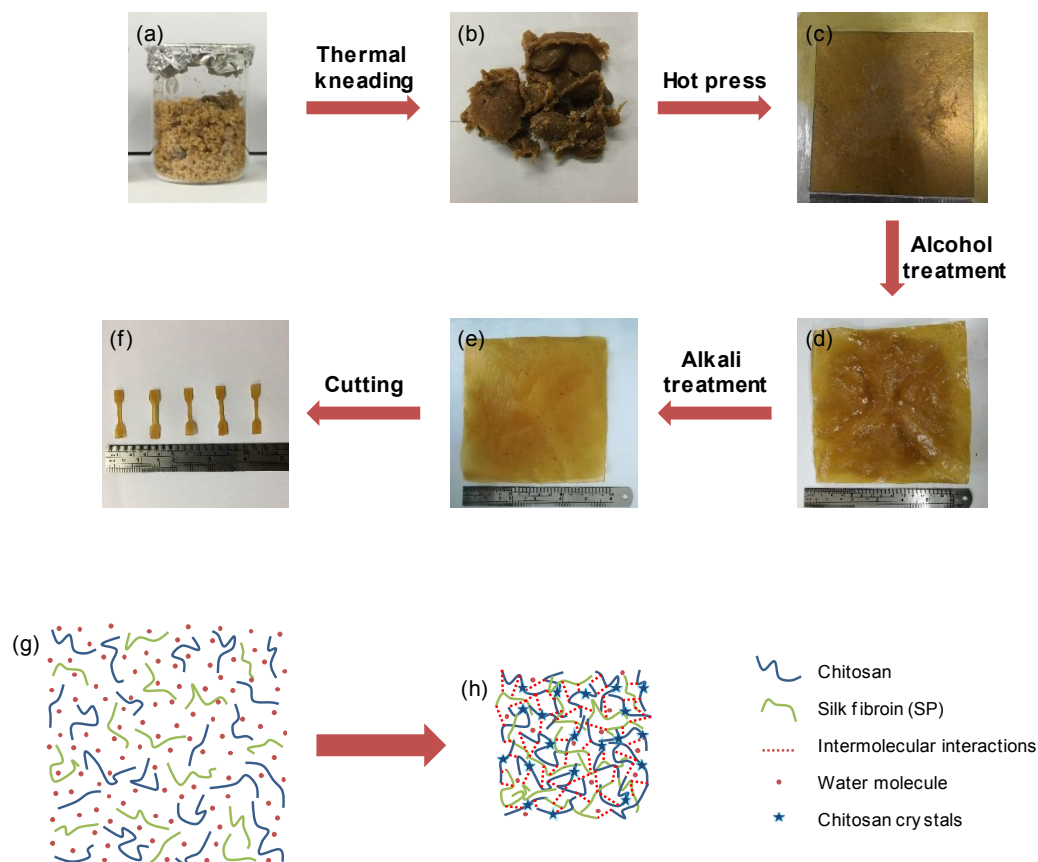 (a)
Thermal
kneading
(b)
Hot press
(c)
Alcohol
treatment
(f)
Cutting
(e)
Alkali
treatment
(d)
(g)
(h)
Chitosan
Silk fibroin (SP)
Intermolecular interactions
Water molecule
Chitosan crystals